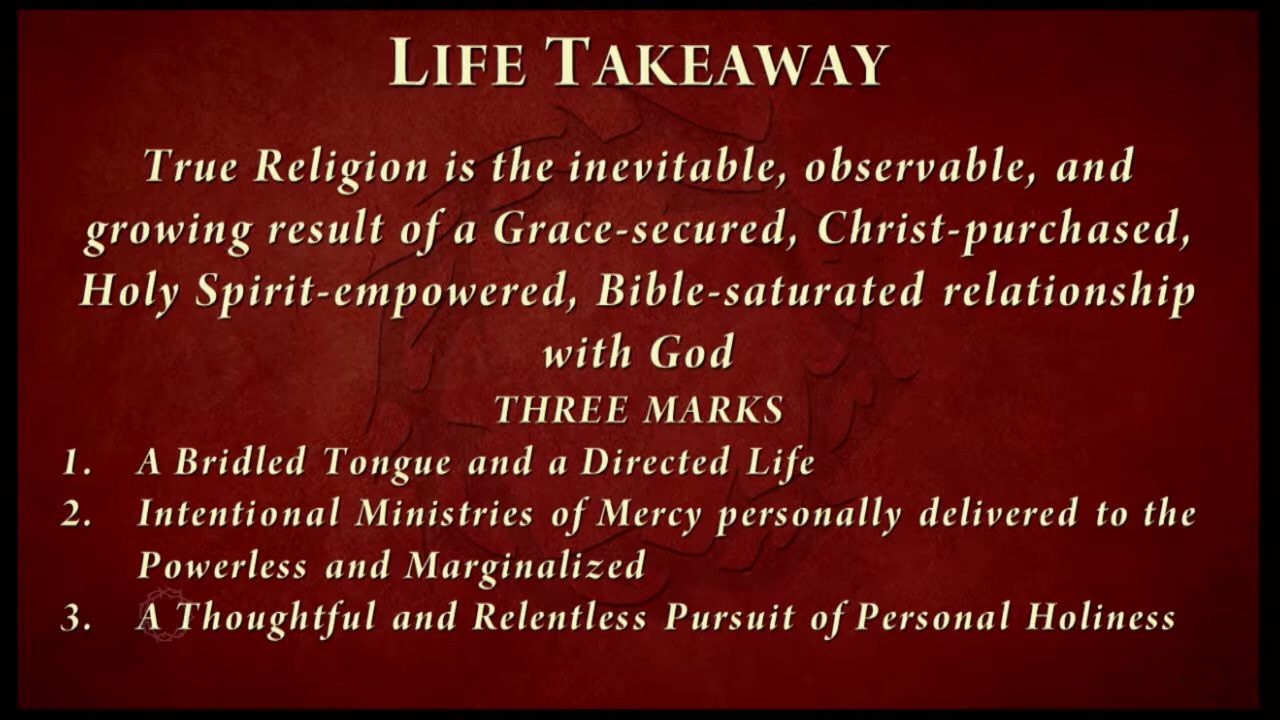 LIFE TAKEAWAY
True Religion is the inevitable, observable, and
growing result of a Grace-secured, Christ-purchased,
Holy Spirit-empowered, Bible-saturated relationship
with God
THREE MARKS
1. A Bridled Tongue and a Directed Life
2. Intentional Ministries of Mercy personally delivered to the
Powerless and Marginalized
3. A Thoughtful and Relentless Pursuit of Personal Holiness